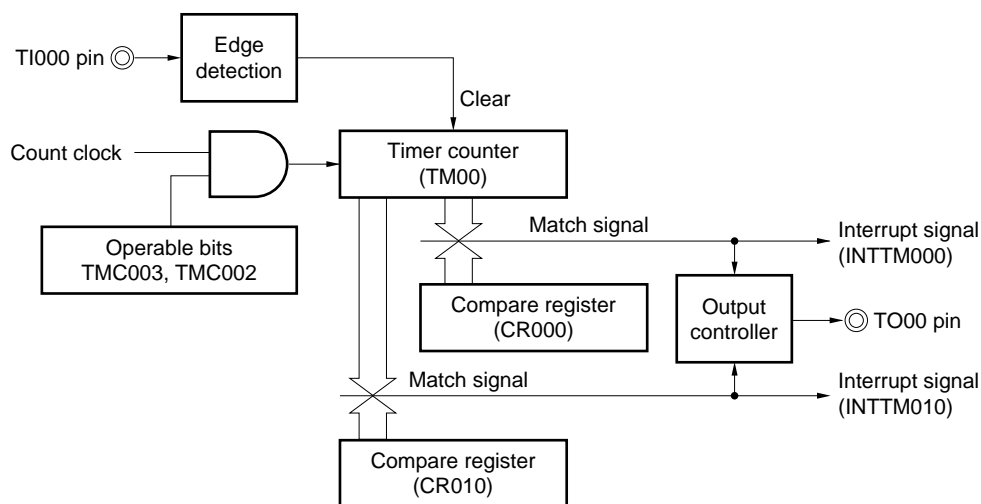 TI000 pin
Edge
detection
Clear
Count clock
Timer counter
(TM00)
Operable bits
TMC003, TMC002
Match signal
Interrupt signal
(INTTM000)
Compare register
(CR000)
Output
controller
TO00 pin
Match signal
Interrupt signal
(INTTM010)
Compare register
(CR010)